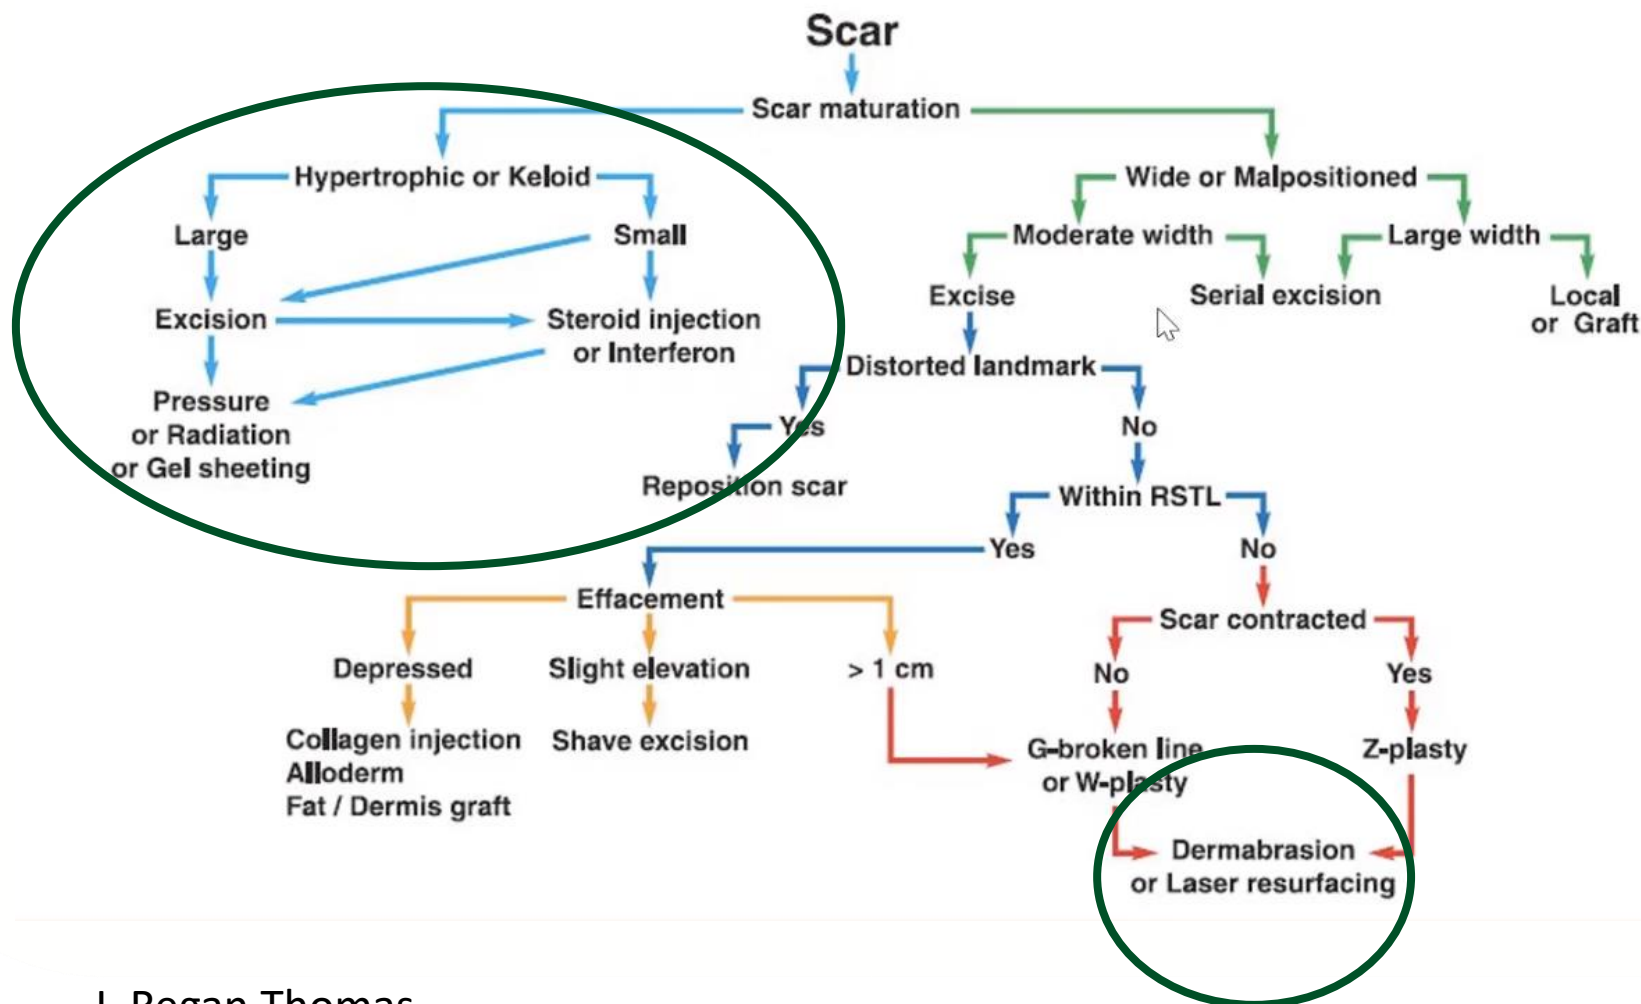 Scar
Scar maturation
Hypertrophic or Keloid
Wide or Malpositioned
Large
Small
Moderate width
Large width
Excision
Steroid injection
or Interferon
Excise
Serial excision
Local
or Graft
Pressure
or Radiation
or Gel sheeting
Distorted landmark
Yes
No
Reposition scar
Within RSTL
Yes
No
Effacement
Scar contracted
Depressed
Slight elevation
> 1 cm
No
Yes
Collagen injection
Alloderm
Fat / Dermis graft
Shave excision
G-broken line
or W-plasty
Z-plasty
Dermabrasion
or Laser resurfacing
J. Regan Thomas